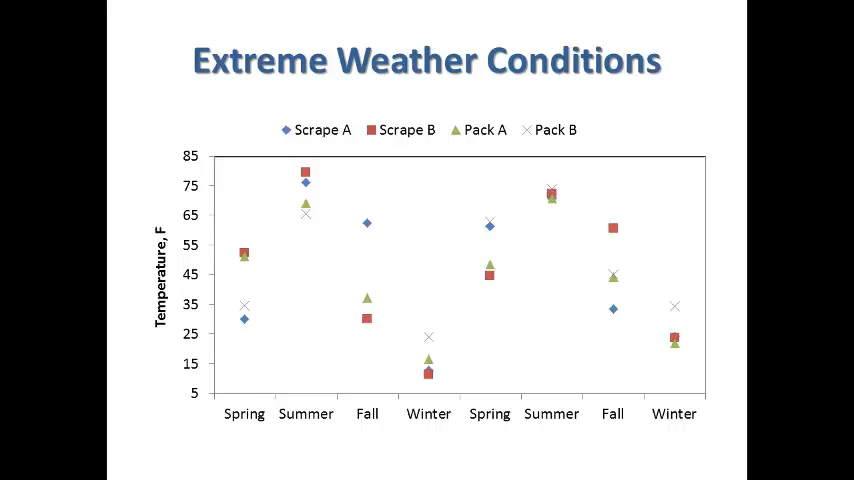 Extreme Weather Conditions
Scrape A Scrape B Pack A Pack B
85
75
65
55
45
35
25
15
5
Temperature, F
Spring Summer Fall Winter Spring Summer Fall Winter